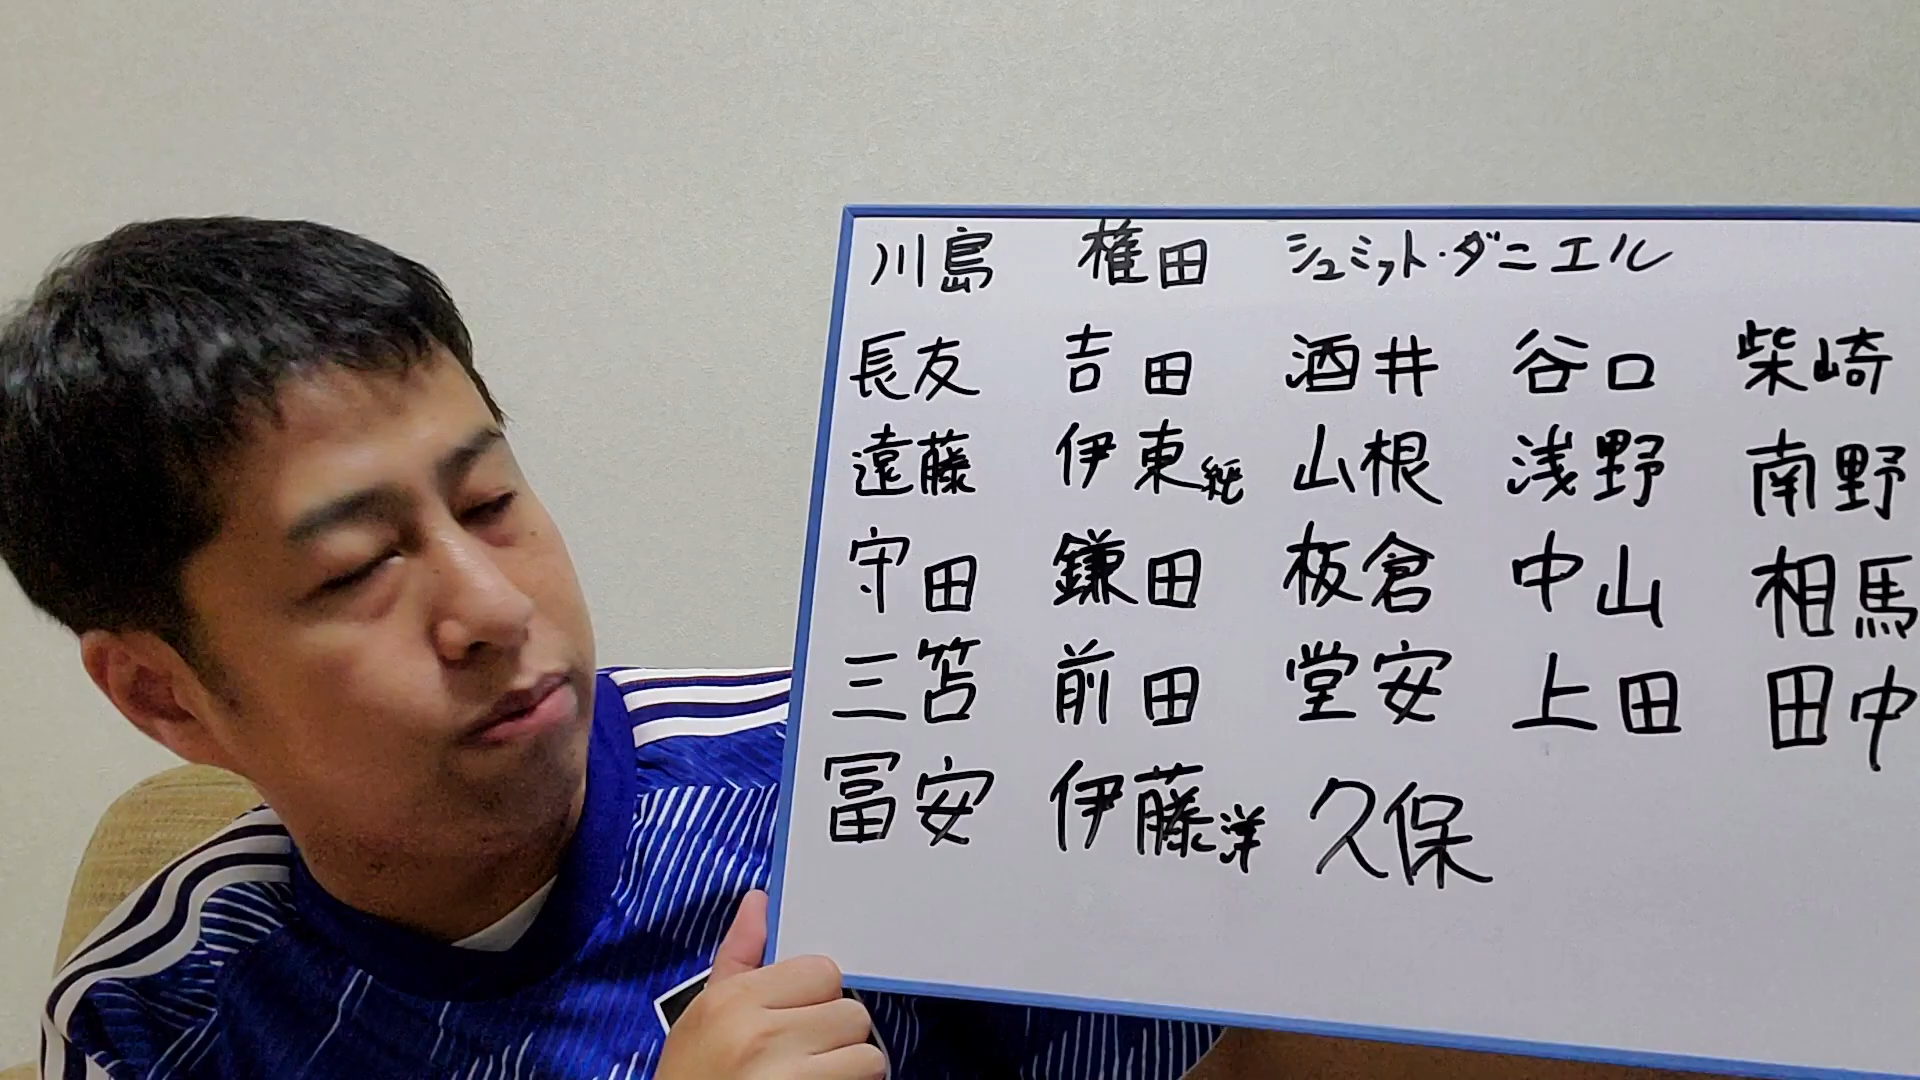 川島 権田 シュミット・ダニエル
長友 吉田 酒井 谷口 柴崎
遠藤 伊東純 山根 浅野 南野
守田 鎌田 板倉 中山 相馬
三笘 前田 堂安 上田 田中
冨安 伊藤洋 久保